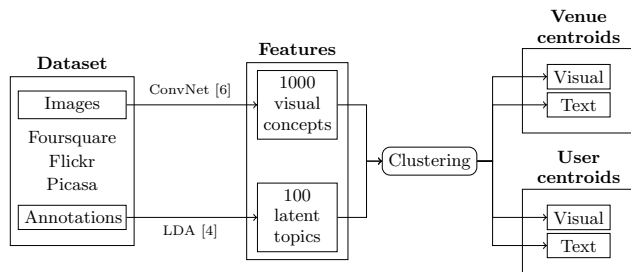 Dataset
Images
Foursquare
Flickr
Picasa
Annotations
ConvNet [6]
LDA [4]
Features
1000
visual
concepts
100
latent
topics
Clustering
Venue
centroids
Visual
Text
User
centroids
Visual
Text